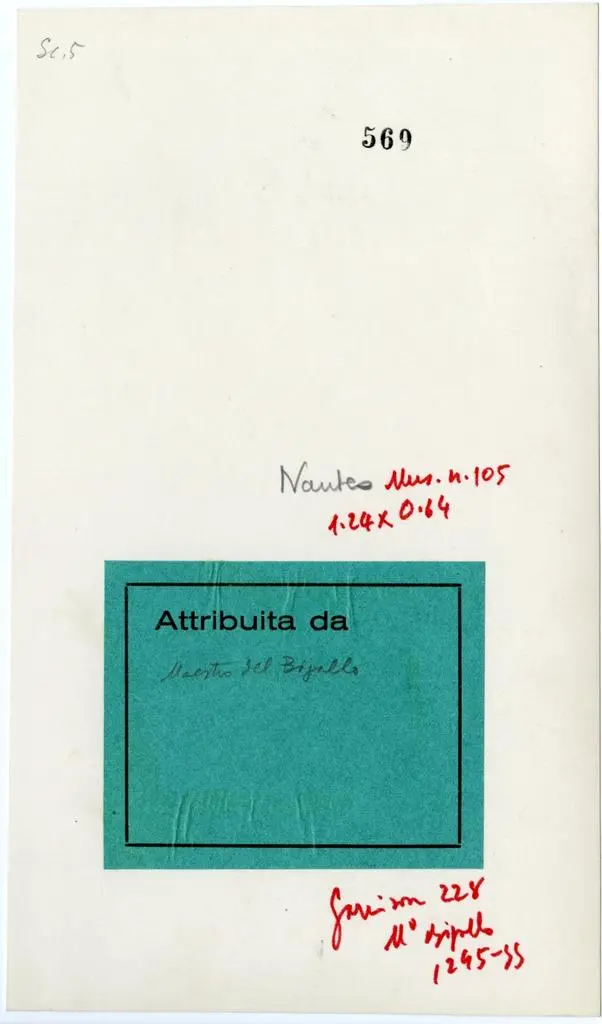 Sc. 5
569
Nantes Mus. n. 105
1.24 x 0.64
Attribuita da
Maestro del Bigallo
Garrison 228
M° Bigallo
1245-55